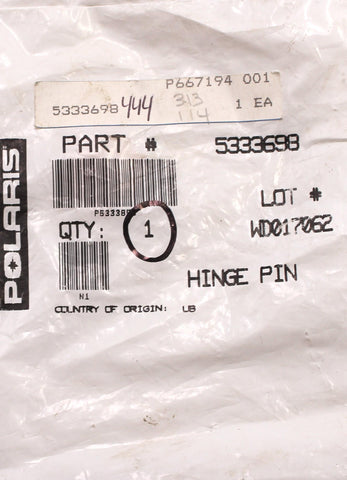 P667194 001
5333698 444 313 1 EA
114
PART # 5333698
LOT #
QTY: 1 WD017062
HINGE PIN
N1
COUNTRY OF ORIGIN: US
POLARIS